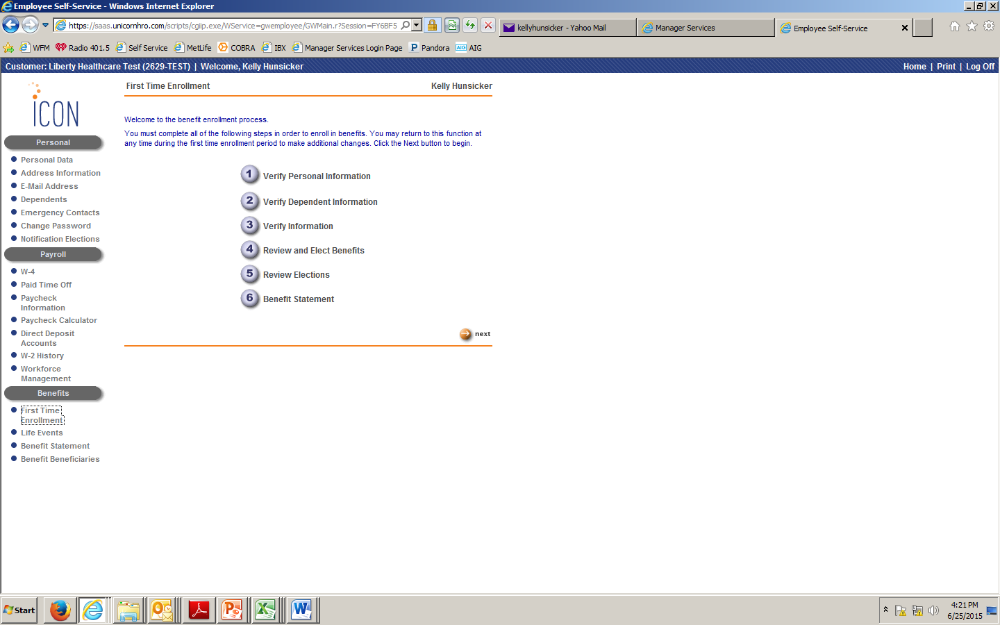 Employee Self-Service - Windows Internet Explorer
https://saas.unicornhro.com/scripts/cgiip.exe/WService=gwemployee/GWMain.r?Session=FY6BF5
kellyhunsicker - Yahoo Mail
Manager Services
Employee Self-Service
WFM Radio 401.5 Self Service MetLife COBRA IBX Manager Services Login Page Pandora AIG AIG
Customer: Liberty Healthcare Test (2629-TEST) | Welcome, Kelly Hunsicker
Home | Print | Log Off
iCON
Personal
Personal Data
Address Information
E-Mail Address
Dependents
Emergency Contacts
Change Password
Notification Elections
Payroll
W-4
Paid Time Off
Paycheck
Information
Paycheck Calculator
Direct Deposit
Accounts
W-2 History
Workforce
Management
Benefits
First Time
Enrollment
Life Events
Benefit Statement
Benefit Beneficiaries
First Time Enrollment
Kelly Hunsicker
Welcome to the benefit enrollment process.
You must complete all of the following steps in order to enroll in benefits. You may return to this function at
any time during the first time enrollment period to make additional changes. Click the Next button to begin.
1 Verify Personal Information
2 Verify Dependent Information
3 Verify Information
4 Review and Elect Benefits
5 Review Elections
6 Benefit Statement
next
Start
4:21 PM
6/25/2015